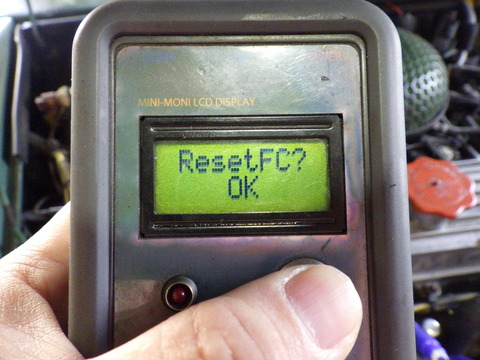 MINI-MONI LCD DISPLAY
ResetFC?
OK